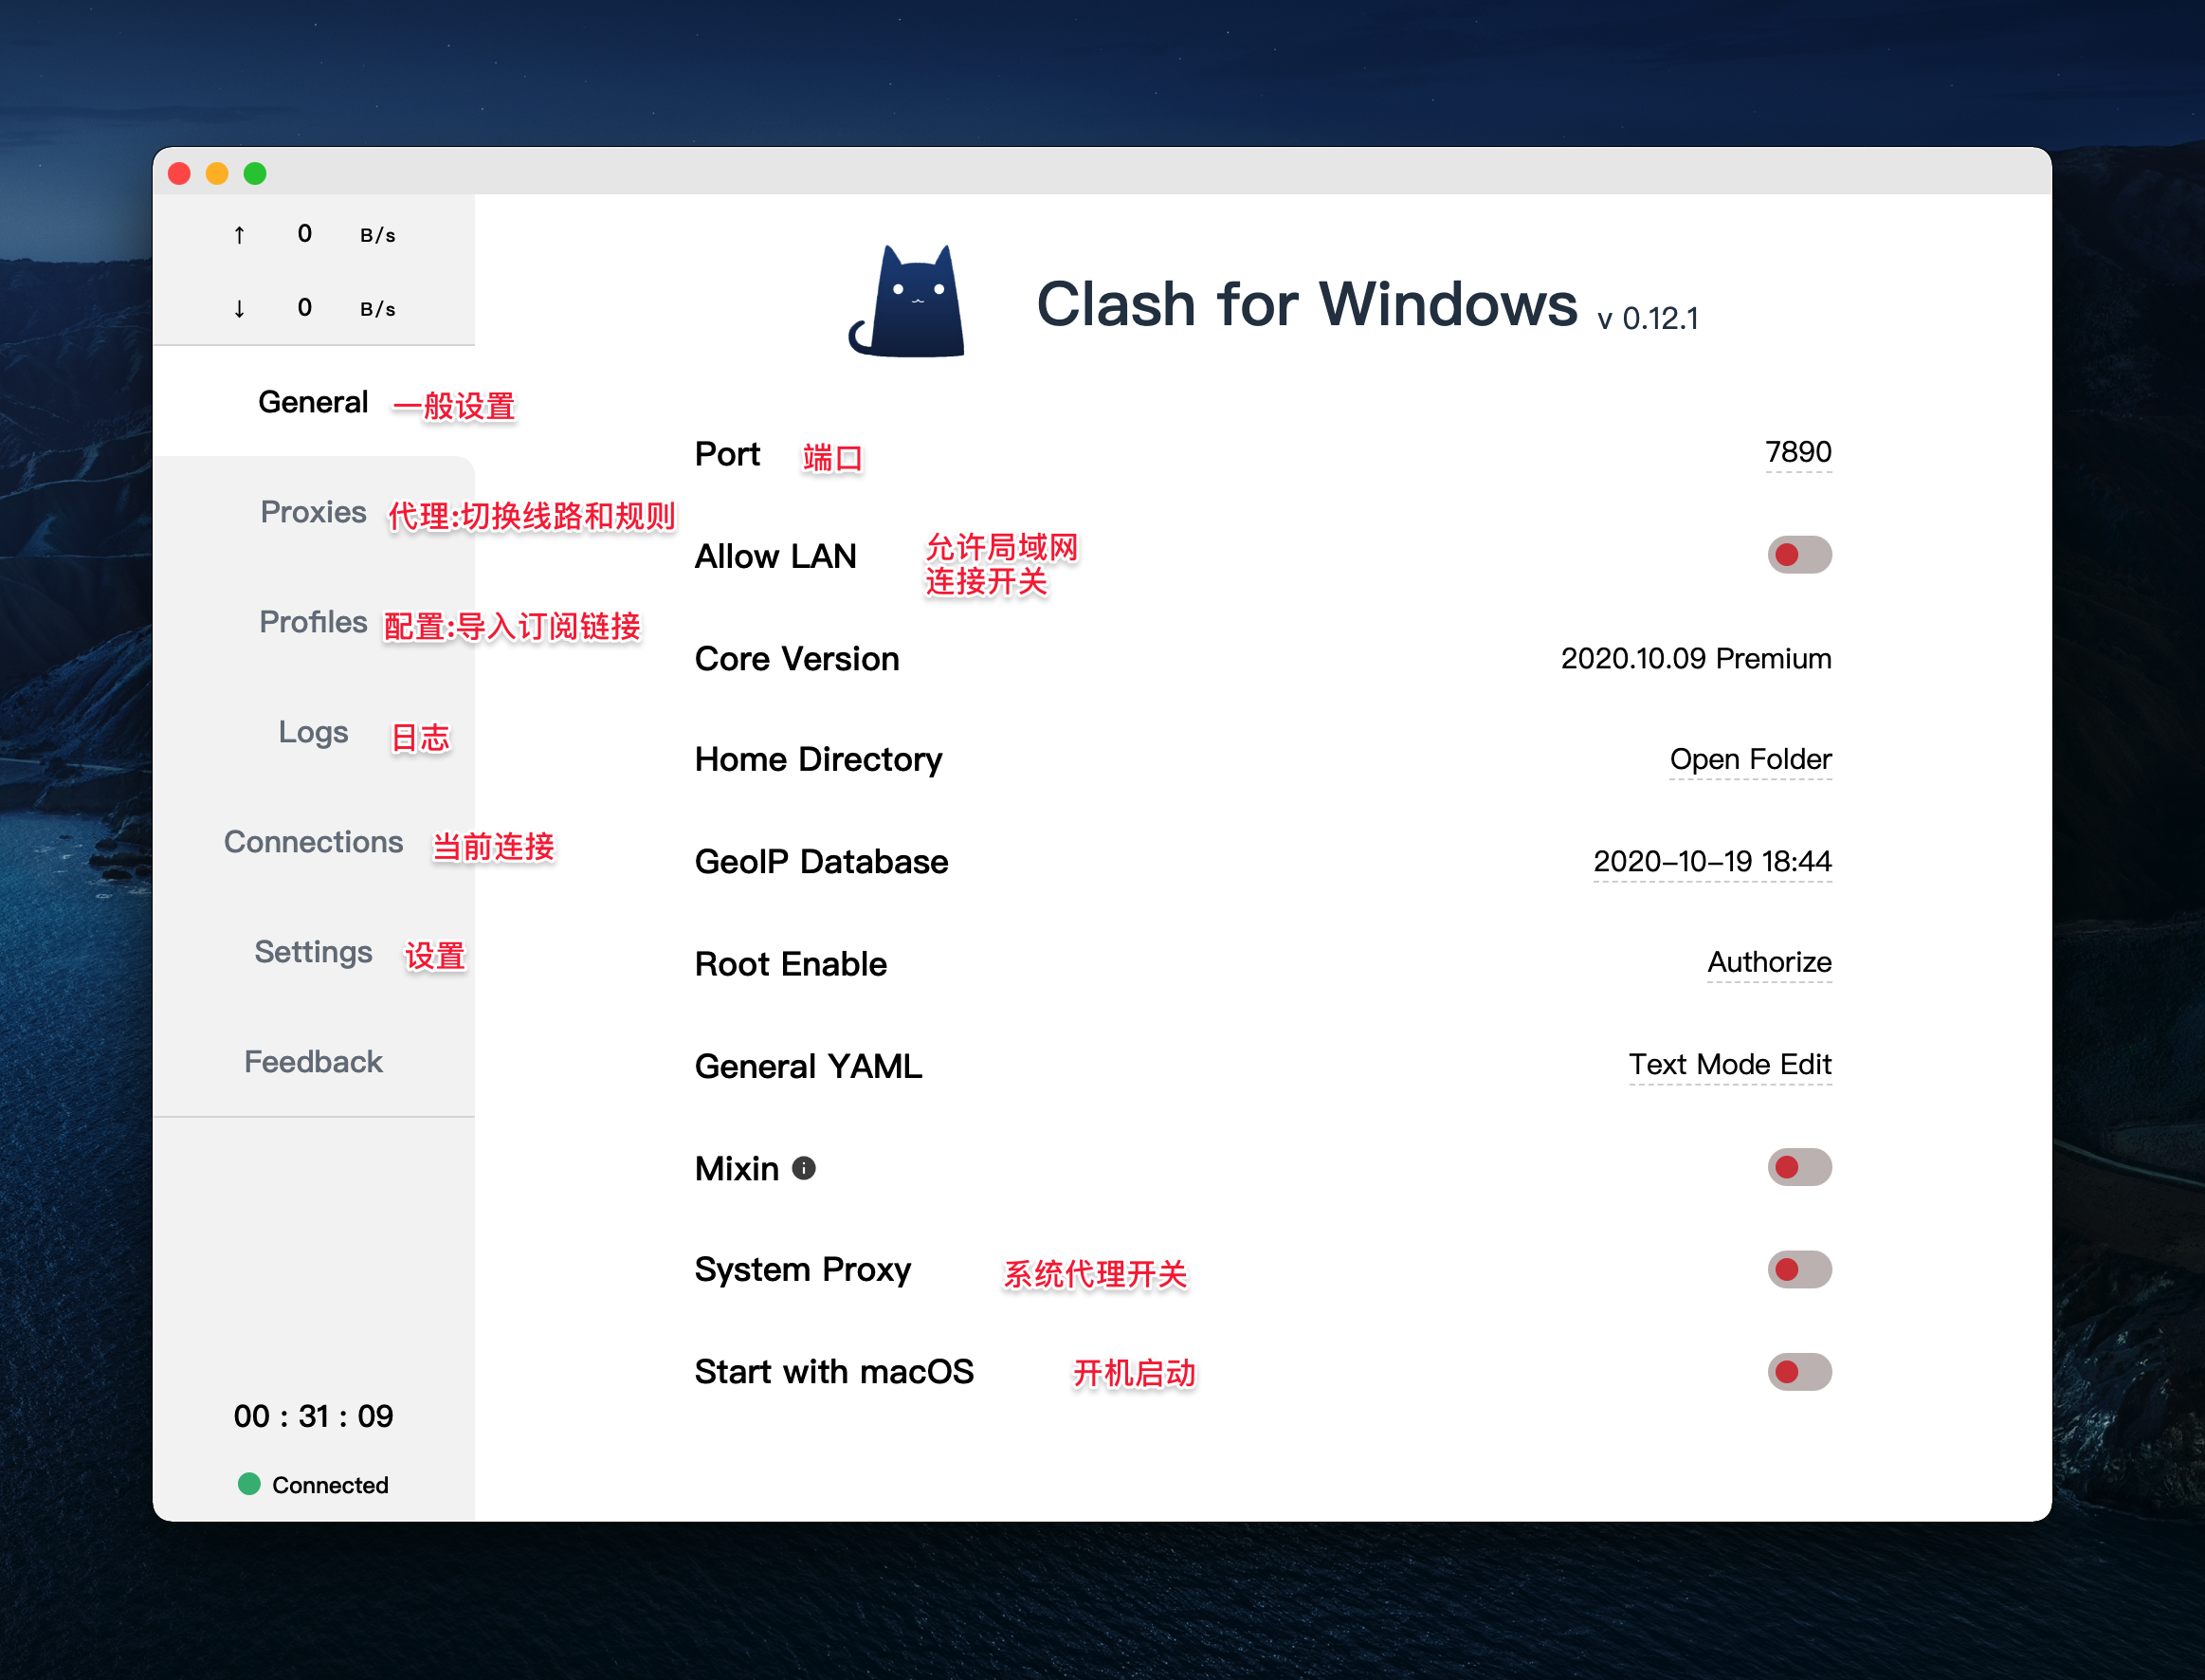 ↑ 0 B/s
↓ 0 B/s
Clash for Windows v 0.12.1
General 一般设置
Proxies 代理:切换线路和规则
Profiles 配置:导入订阅链接
Logs 日志
Connections 当前连接
Settings 设置
Feedback
00 : 31 : 09
Connected
Port 端口 7890
Allow LAN 允许局域网
连接开关
Core Version 2020.10.09 Premium
Home Directory Open Folder
GeoIP Database 2020-10-19 18:44
Root Enable Authorize
General YAML Text Mode Edit
Mixin
System Proxy 系统代理开关
Start with macOS 开机启动